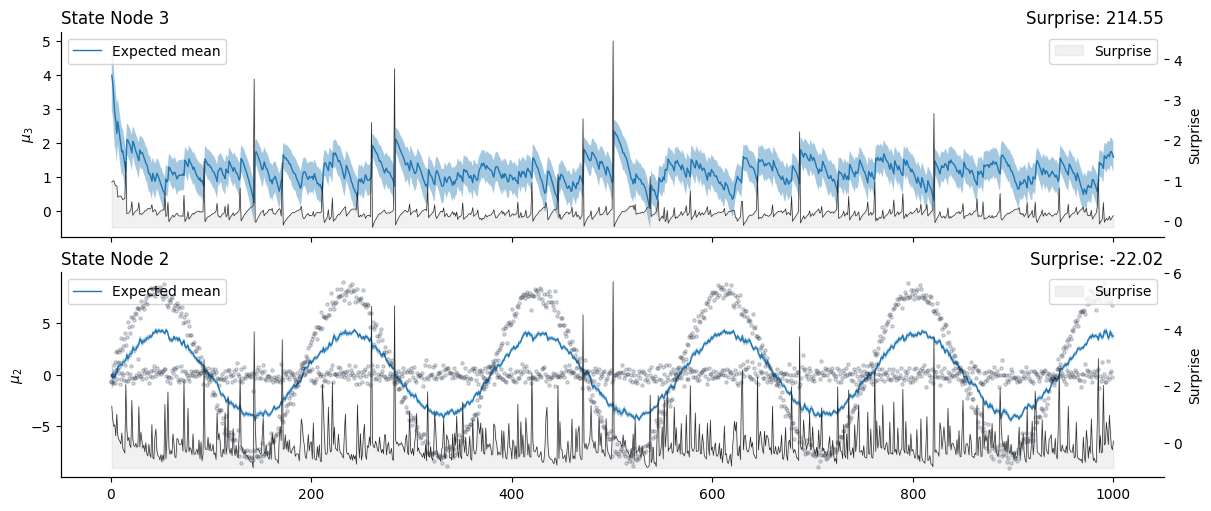 State Node 3
Surprise: 214.55
Expected mean
Surprise
5
4
3
2
1
0
μ3
4
3
2
1
0
Surprise
State Node 2
Surprise: -22.02
Expected mean
Surprise
5
0
−5
μ2
6
4
2
0
Surprise
0
200
400
600
800
1000